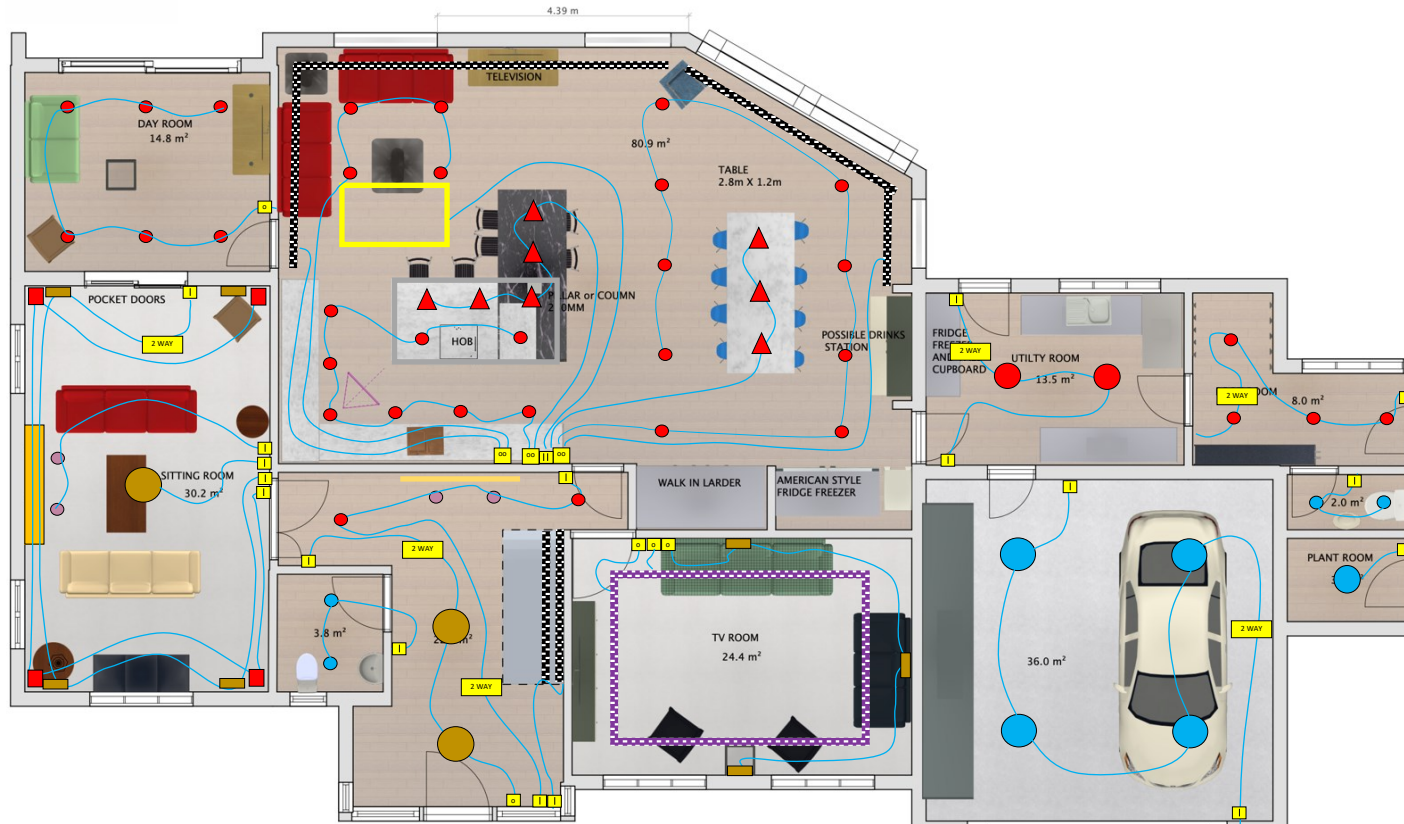 4.39 m
TELEVISION
DAY ROOM
14.8 m²
80.9 m²
TABLE
2.8m X 1.2m
POCKET DOORS
2 WAY
PILLAR or COUMN
HOB
POSSIBLE DRINKS
STATION
FRIDGE
FREEZER
AND
CUPBOARD
2 WAY
UTILTY ROOM
13.5 m²
2 WAY
8.0 m²
SITTING ROOM
30.2 m²
WALK IN LARDER
AMERICAN STYLE
FRIDGE FREEZER
2.0 m²
2 WAY
PLANT ROOM
3.8 m²
2 WAY
TV ROOM
24.4 m²
36.0 m²
2 WAY